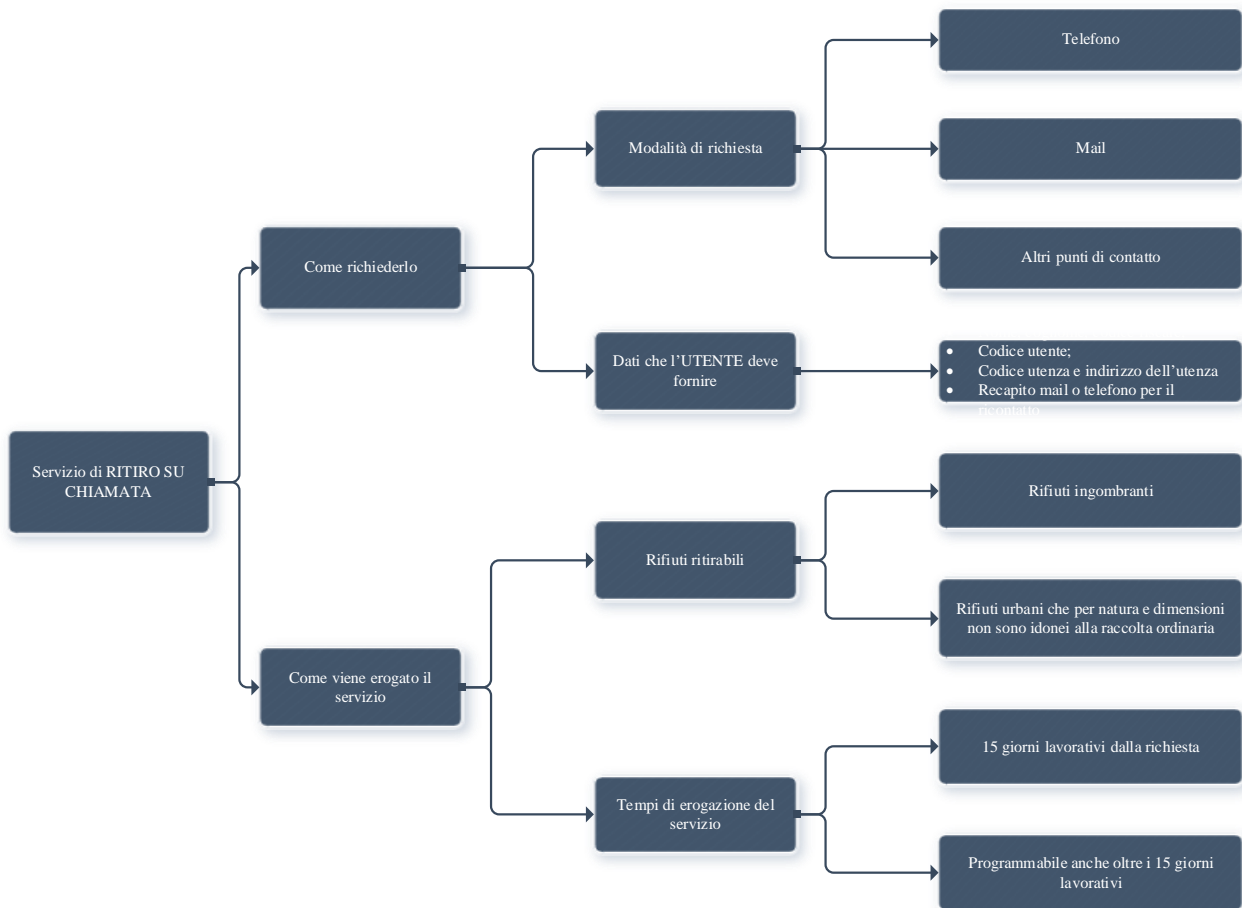 Telefono
Mail
Altri punti di contatto
Modalità di richiesta
Come richiederlo
Dati che l'UTENTE deve
fornire
• Codice utente;
• Codice utenza e indirizzo dell'utenza
• Recapito mail o telefono per il
ricontatto
Servizio di RITIRO SU
CHIAMATA
Rifiuti ingombranti
Rifiuti ritirabili
Rifiuti urbani che per natura e dimensioni
non sono idonei alla raccolta ordinaria
Come viene erogato il
servizio
15 giorni lavorativi dalla richiesta
Tempi di erogazione del
servizio
Programmabile anche oltre i 15 giorni
lavorativi